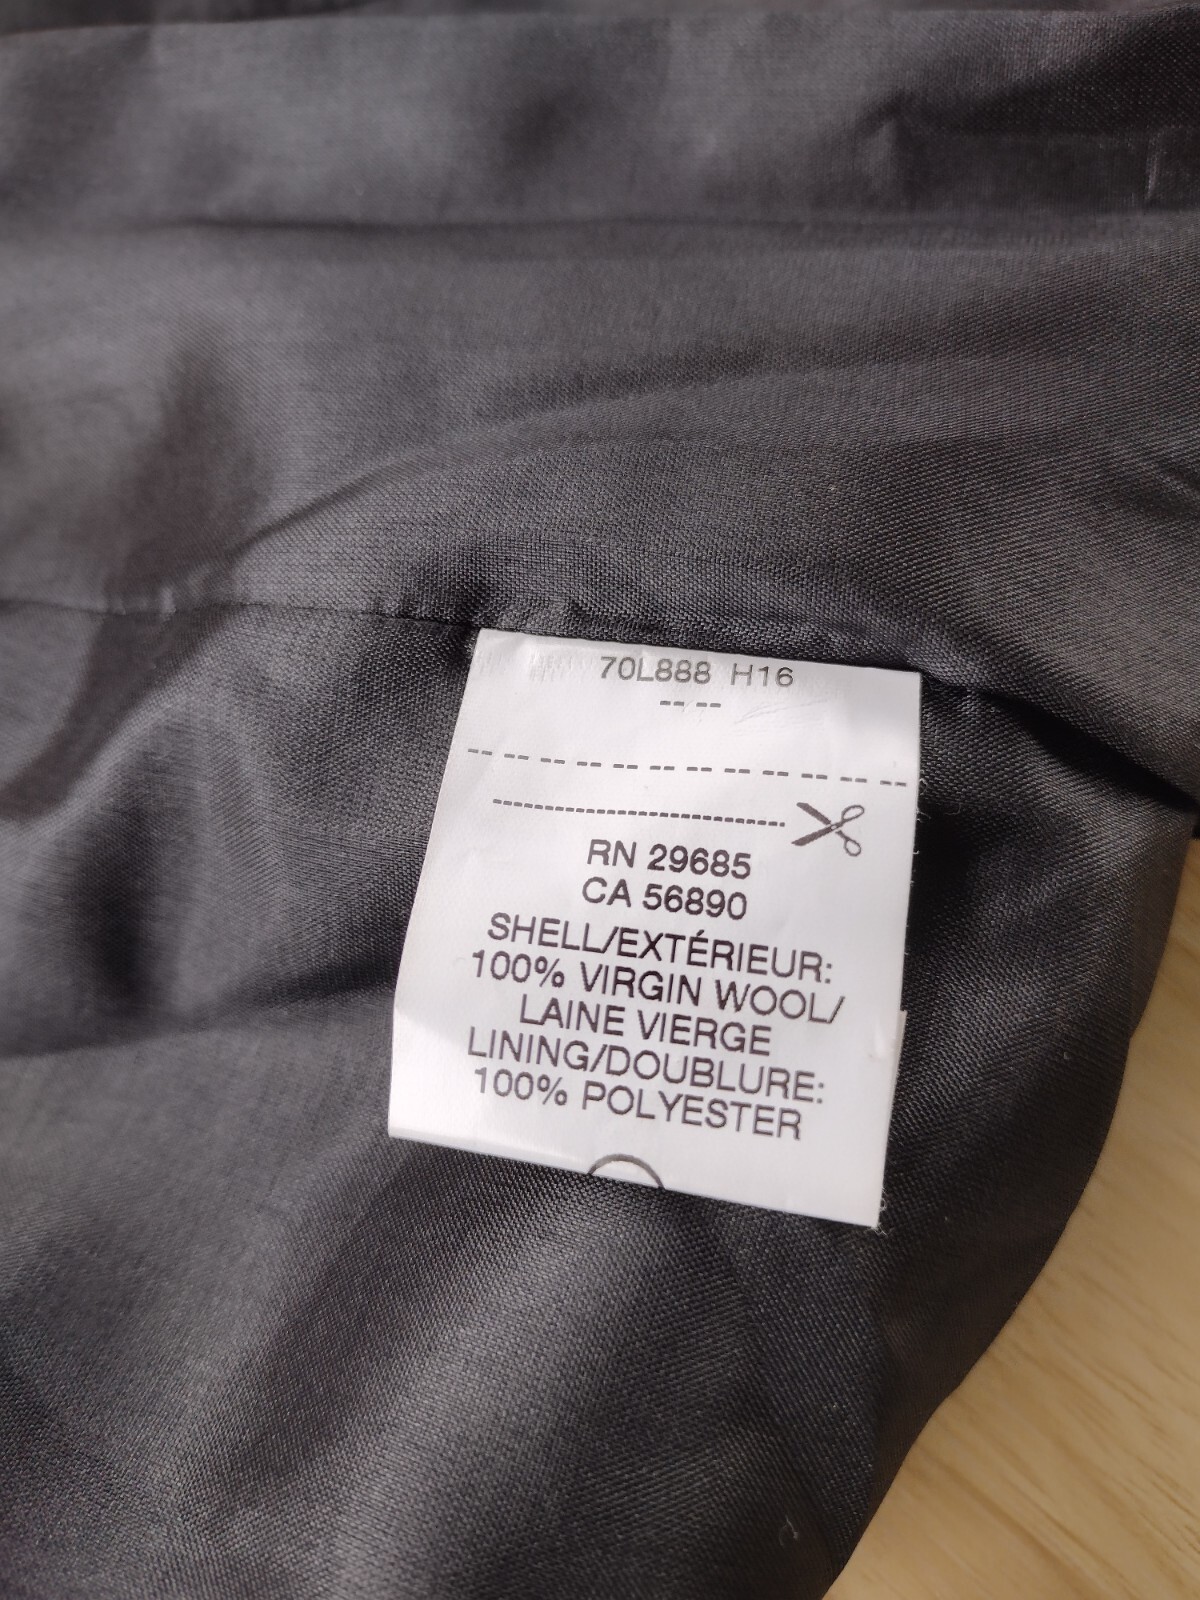 70L888 H16
RN 29685
CA 56890
SHELL/EXTÉRIEUR:
100% VIRGIN WOOL/
LAINE VIERGE
LINING/DOUBLURE:
100% POLYESTER